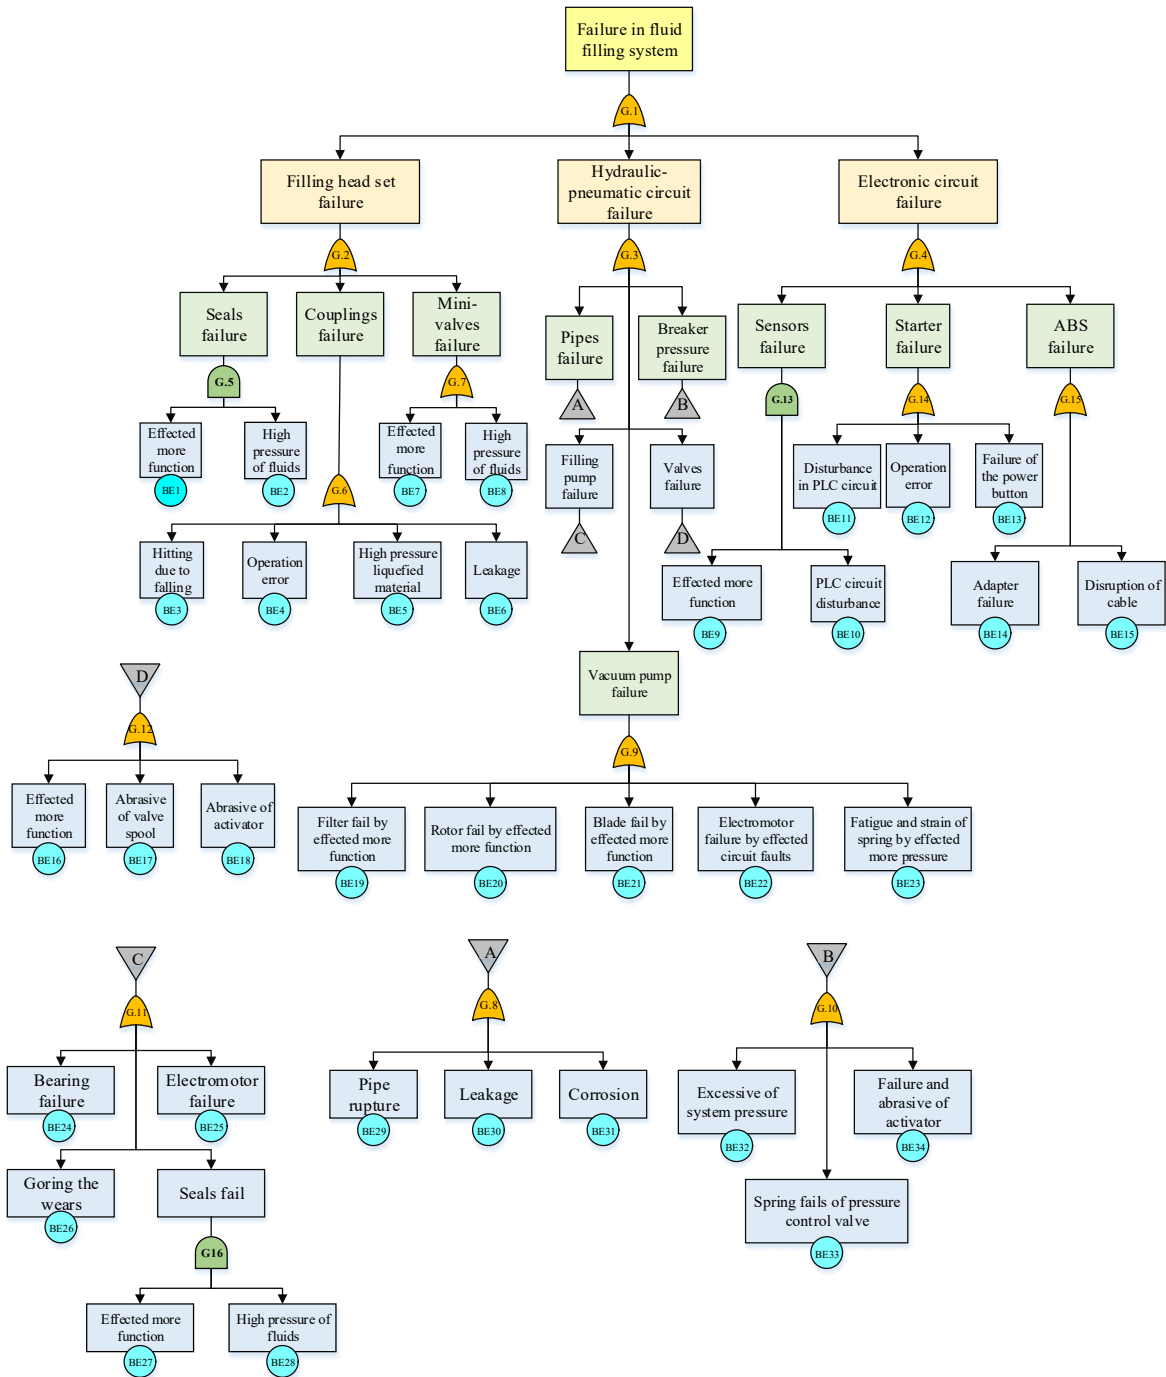 Failure in fluid
filling system
G.1
Filling head set
failure
Hydraulic-
pneumatic circuit
failure
Electronic circuit
failure
G.2
G.3
G.4
Seals
failure
Couplings
failure
Mini-
valves
failure
Pipes
failure
Breaker
pressure
failure
Sensors
failure
Starter
failure
ABS
failure
G.5
G.7
A
B
G.13
G.14
G.15
Effected
more
function
BE1
High
pressure
of fluids
BE2
G.6
Effected
more
function
BE7
High
pressure
of fluids
BE8
Filling
pump
failure
C
Valves
failure
D
Disturbance
in PLC circuit
BE11
Operation
error
BE12
Failure of
the power
button
BE13
Hitting
due to
falling
BE3
Operation
error
BE4
High pressure
liquefied
material
BE5
Leakage
BE6
Effected more
function
BE9
PLC circuit
disturbance
BE10
Adapter
failure
BE14
Disruption of
cable
BE15
D
G.12
Effected
more
function
BE16
Abrasive
of valve
spool
BE17
Abrasive of
activator
BE18
Vacuum pump
failure
G.9
Filter fail by
effected more
function
BE19
Rotor fail by effected
more function
BE20
Blade fail by
effected more
function
BE21
Electromotor
failure by effected
circuit faults
BE22
Fatigue and strain of
spring by effected
more pressure
BE23
C
G.11
Bearing
failure
BE24
Electromotor
failure
BE25
Goring the
wears
BE26
Seals fail
G16
Effected more
function
BE27
High pressure of
fluids
BE28
A
G.8
Pipe
rupture
BE29
Leakage
BE30
Corrosion
BE31
B
G.10
Excessive of
system pressure
BE32
Failure and
abrasive of
activator
BE34
Spring fails of pressure
control valve
BE33